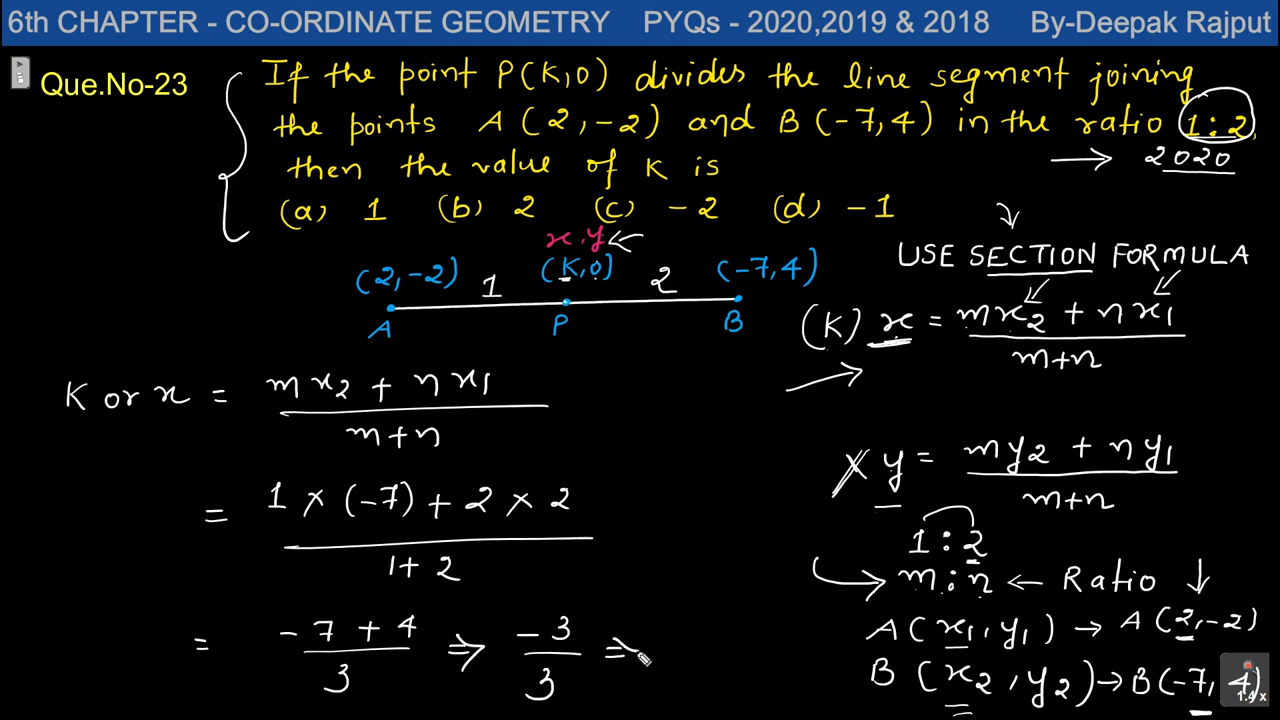 6th CHAPTER - CO-ORDINATE GEOMETRY PYQs - 2020,2019 & 2018 By-Deepak Rajput
Que.No-23
If the point P(K,0) divides the line segment joining
the points A(2,-2) and B(-7,4) in the ratio 1:2,
then the value of K is
→ 2020
(a) 1 (b) 2 (c) -2 (d) -1
x,y ←
(2,-2) 1 (K,0) 2 (-7,4)
A P B
USE SECTION FORMULA
(K) x = mx₂ + nx₁
m+n
K or x = mx₂ + nx₁
m+n
= 1 × (-7) + 2 × 2
1+2
= -7+4 ⇒ -3 ⇒
3 3
× y = my₂ + ny₁
m+n
1:2
→ m:n ← Ratio ↓
A(x₁,y₁) → A(2,-2)
B(x₂,y₂) → B(-7,4)
1.4 x